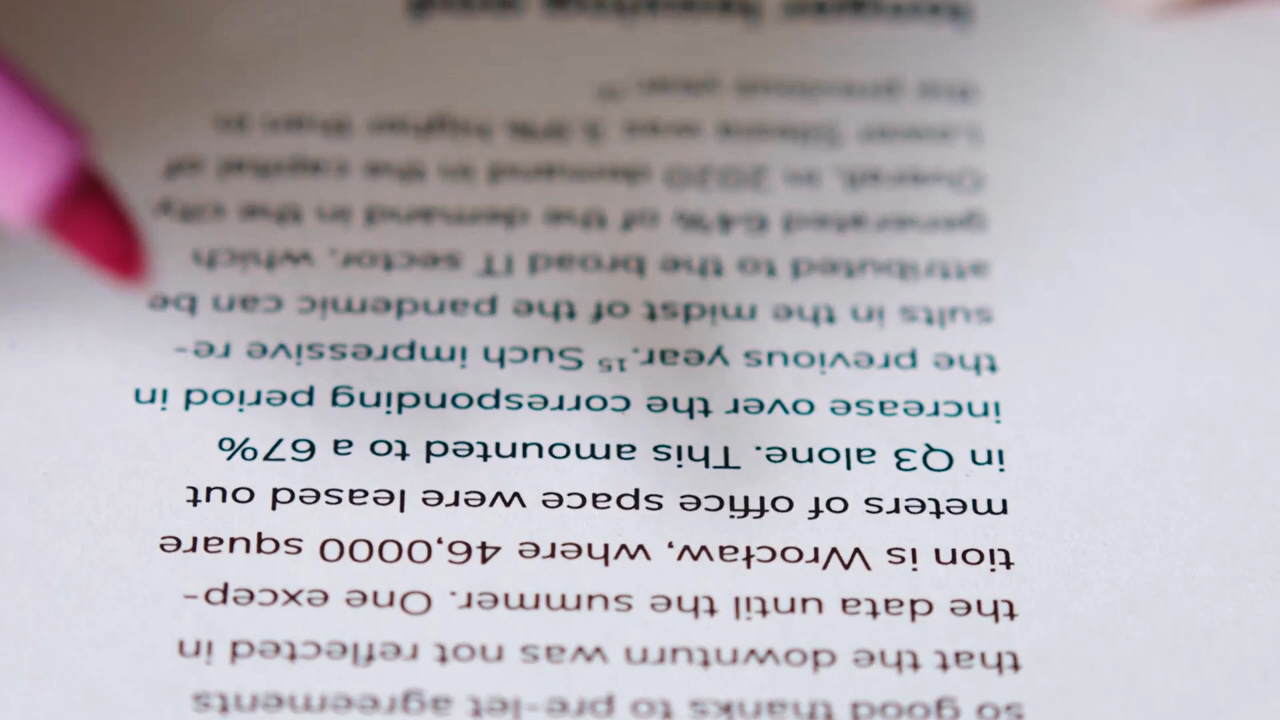 so good thanks to pre-let agreements
that the downturn was not reflected in
the data until the summer. One excep-
tion is Wrocław, where 46,0000 square
meters of office space were leased out
in Q3 alone. This amounted to a 67%
increase over the corresponding period in
the previous year.15 Such impressive re-
sults in the midst of the pandemic can be
attributed to the broad IT sector, which
generated 64% of the demand in the city
Overall, in 2020 demand in the capital of
Lower Silesia was 3.9% higher than in
the previous year.
longer leasing and